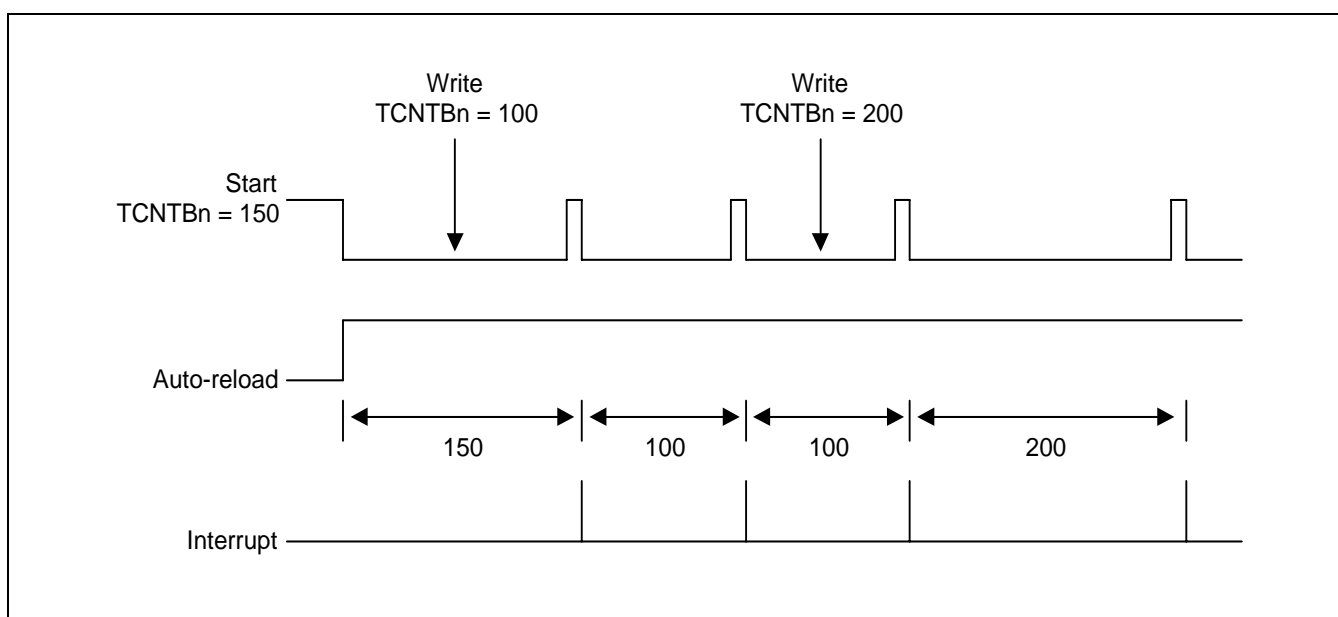 Write
TCNTBn = 100
Write
TCNTBn = 200
Start
TCNTBn = 150
Auto-reload
150
100
100
200
Interrupt